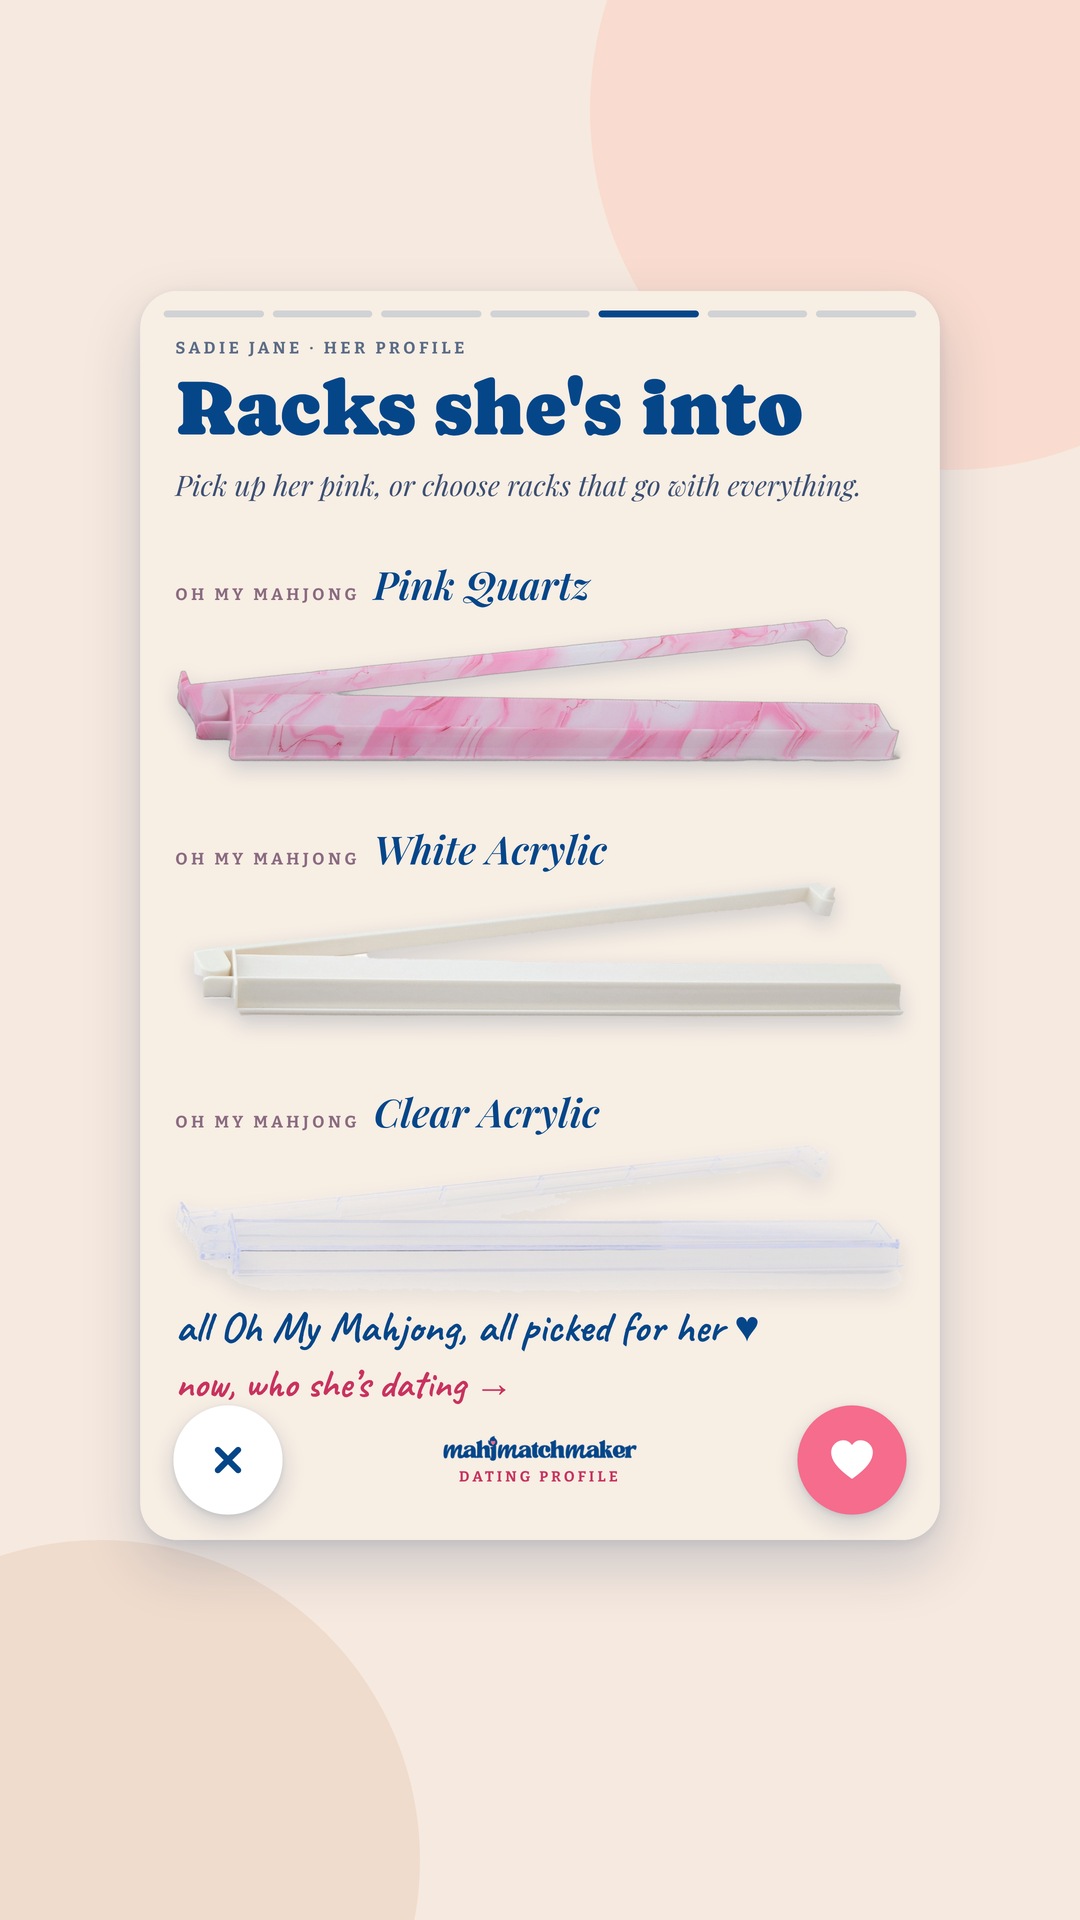 SADIE JANE · HER PROFILE
Racks she's into
Pick up her pink, or choose racks that go with everything.
OH MY MAHJONG Pink Quartz
OH MY MAHJONG White Acrylic
OH MY MAHJONG Clear Acrylic
all Oh My Mahjong, all picked for her ♥
now, who she’s dating →
mahjmatchmaker
DATING PROFILE